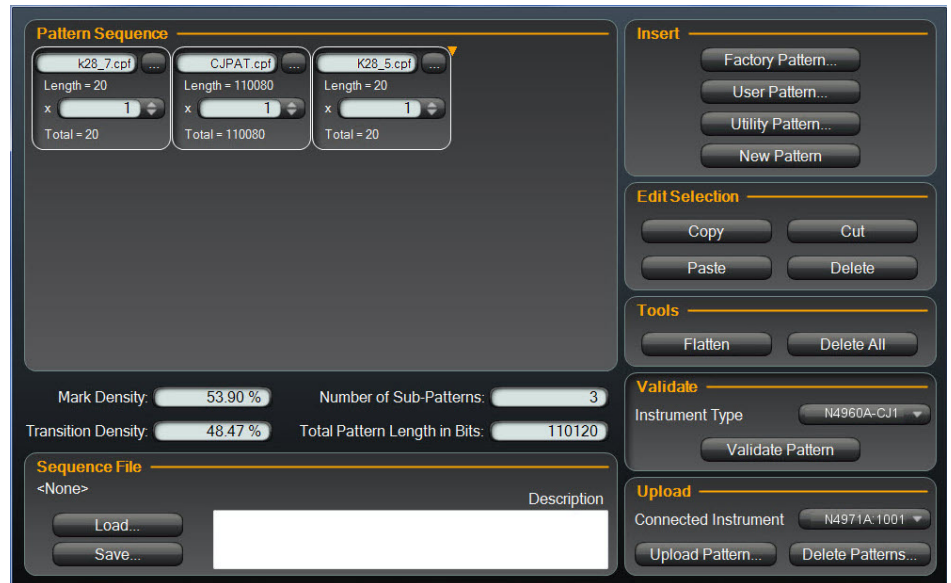 Pattern Sequence
k28_7.cpf ... CJPAT.cpf ... K28_5.cpf ...
Length = 20 Length = 110080 Length = 20
x 1 x 1 x 1
Total = 20 Total = 110080 Total = 20
Mark Density: 53.90 % Number of Sub-Patterns: 3
Transition Density: 48.47 % Total Pattern Length in Bits: 110120
Sequence File
<None>
Description
Load...
Save...
Insert
Factory Pattern...
User Pattern...
Utility Pattern...
New Pattern
Edit Selection
Copy Cut
Paste Delete
Tools
Flatten Delete All
Validate
Instrument Type N4960A-CJ1
Validate Pattern
Upload
Connected Instrument N4971A:1001
Upload Pattern... Delete Patterns...